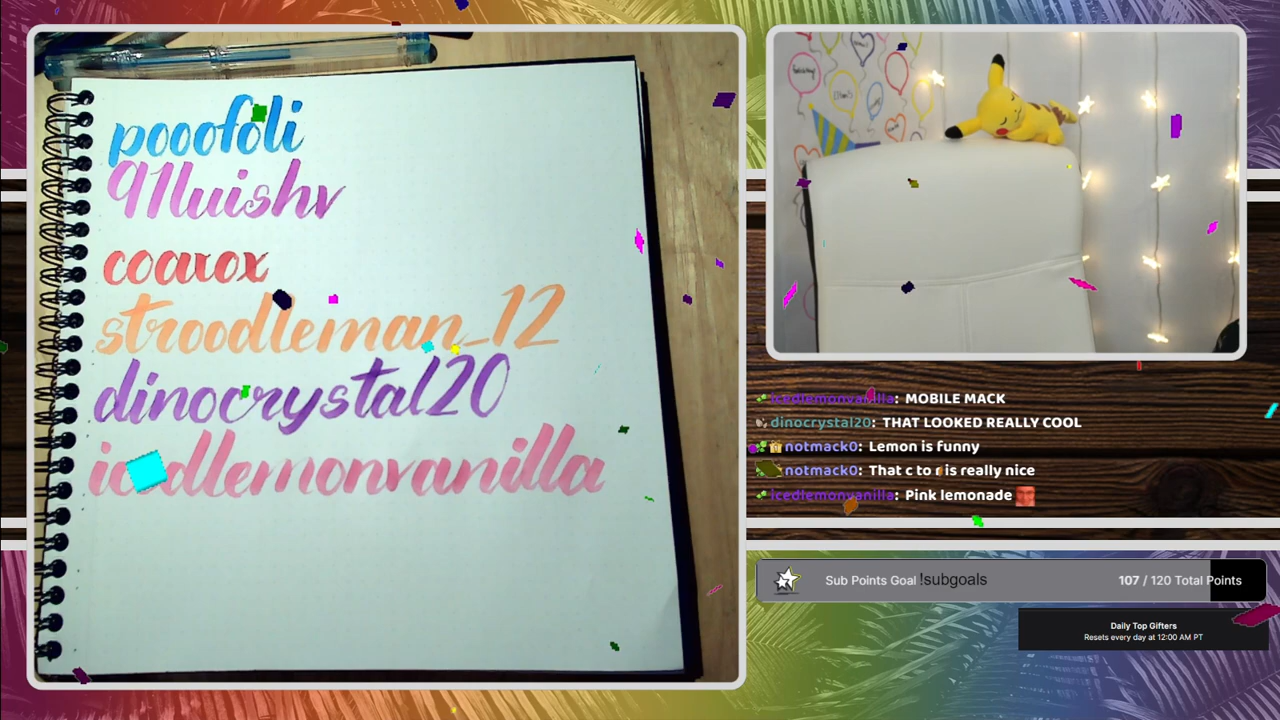 pooofoli
91luishv
coaxox
stroodleman_12
dinocrystal20
icedlemonvanilla
icedlemonvanilla: MOBILE MACK
dinocrystal20: THAT LOOKED REALLY COOL
notmack0: Lemon is funny
notmack0: That c to r is really nice
icedlemonvanilla: Pink lemonade
Sub Points Goal !subgoals
107 / 120 Total Points
Daily Top Gifters
Resets every day at 12:00 AM PT